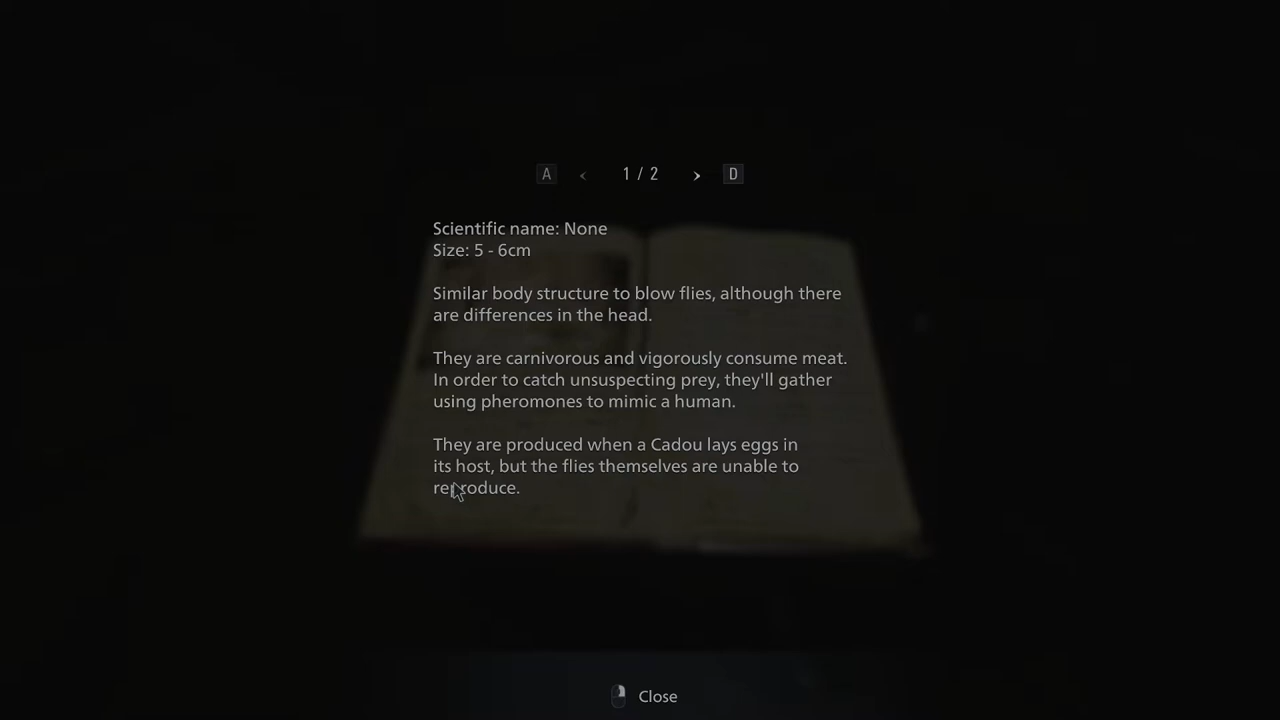 A < 1 / 2 > D
Scientific name: None
Size: 5 - 6cm
Similar body structure to blow flies, although there
are differences in the head.
They are carnivorous and vigorously consume meat.
In order to catch unsuspecting prey, they'll gather
using pheromones to mimic a human.
They are produced when a Cadou lays eggs in
its host, but the flies themselves are unable to
reproduce.
Close